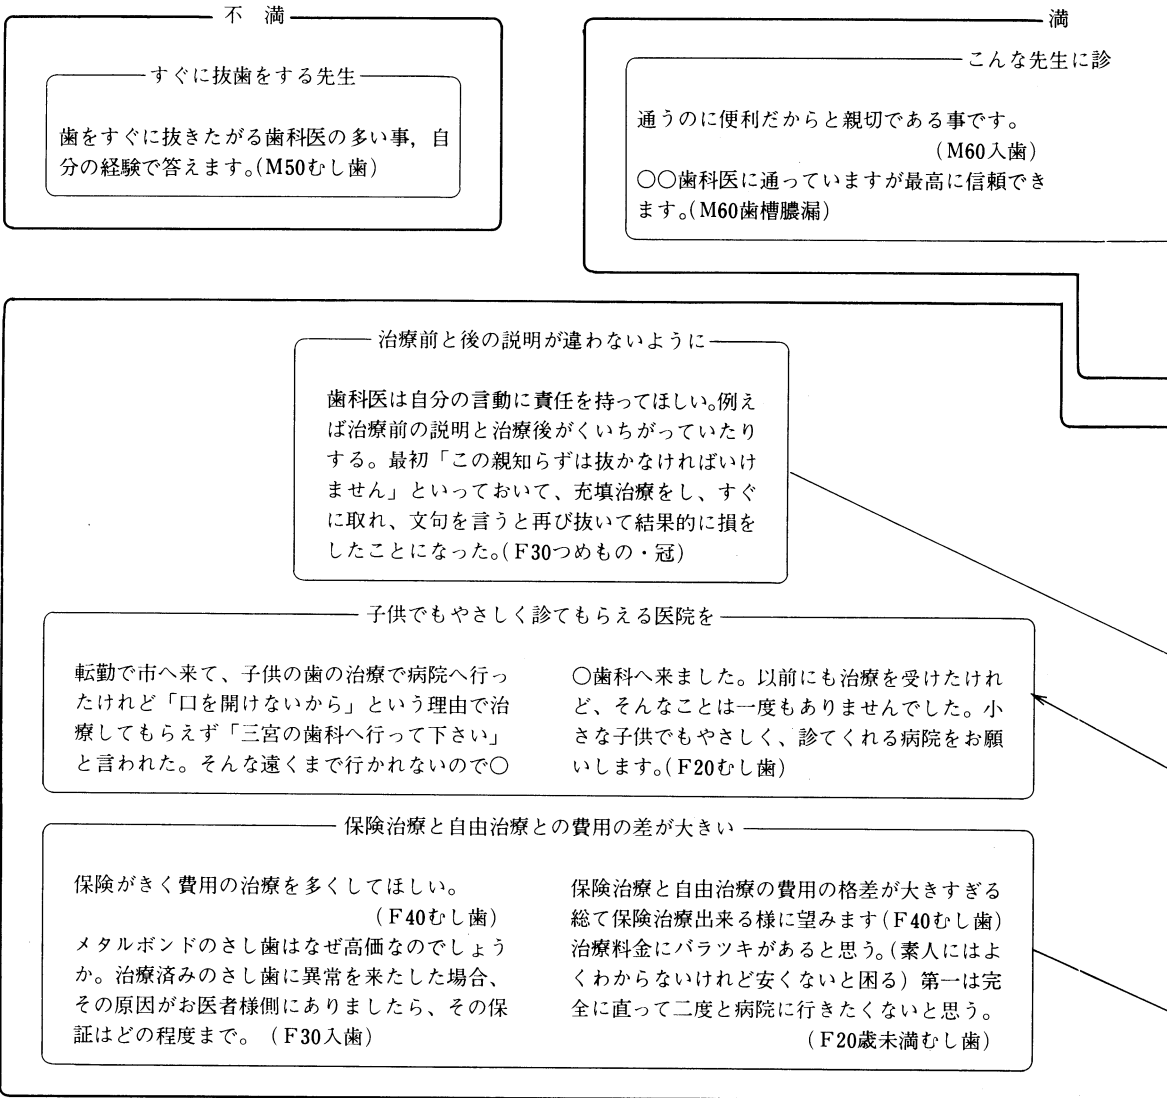 不　満
すぐに抜歯をする先生
歯をすぐに抜きたがる歯科医の多い事，自
分の経験で答えます。(M50むし歯)
満
こんな先生に診
通うのに便利だからと親切である事です。
(M60入歯)
〇〇歯科医に通っていますが最高に信頼でき
ます。(M60歯槽膿漏)
治療前と後の説明が違わないように
歯科医は自分の言動に責任を持ってほしい。例え
ば治療前の説明と治療後がくいちがっていたり
する。最初「この親知らずは抜かなければいけ
ません」といっておいて、充填治療をし、すぐ
に取れ、文句を言うと再び抜いて結果的に損を
したことになった。(F30つめもの・冠)
子供でもやさしく診てもらえる医院を
転勤で市へ来て、子供の歯の治療で病院へ行っ
たけれど「口を開けないから」という理由で治
療してもらえず「三宮の歯科へ行って下さい」
と言われた。そんな遠くまで行かれないので〇
〇歯科へ来ました。以前にも治療を受けたけれ
ど、そんなことは一度もありませんでした。小
さな子供でもやさしく、診てくれる病院をお願
いします。(F20むし歯)
保険治療と自由治療との費用の差が大きい
保険がきく費用の治療を多くしてほしい。
(F40むし歯)
メタルボンドのさし歯はなぜ高価なのでしょう
か。治療済みのさし歯に異常を来たした場合、
その原因がお医者様側にありましたら、その保
証はどの程度まで。(F30入歯)
保険治療と自由治療の費用の格差が大きすぎる
総て保険治療出来る様に望みます(F40むし歯)
治療料金にバラツキがあると思う。(素人にはよ
くわからないけれど安くないと困る) 第一は完
全に直って二度と病院に行きたくないと思う。
(F20歳未満むし歯)